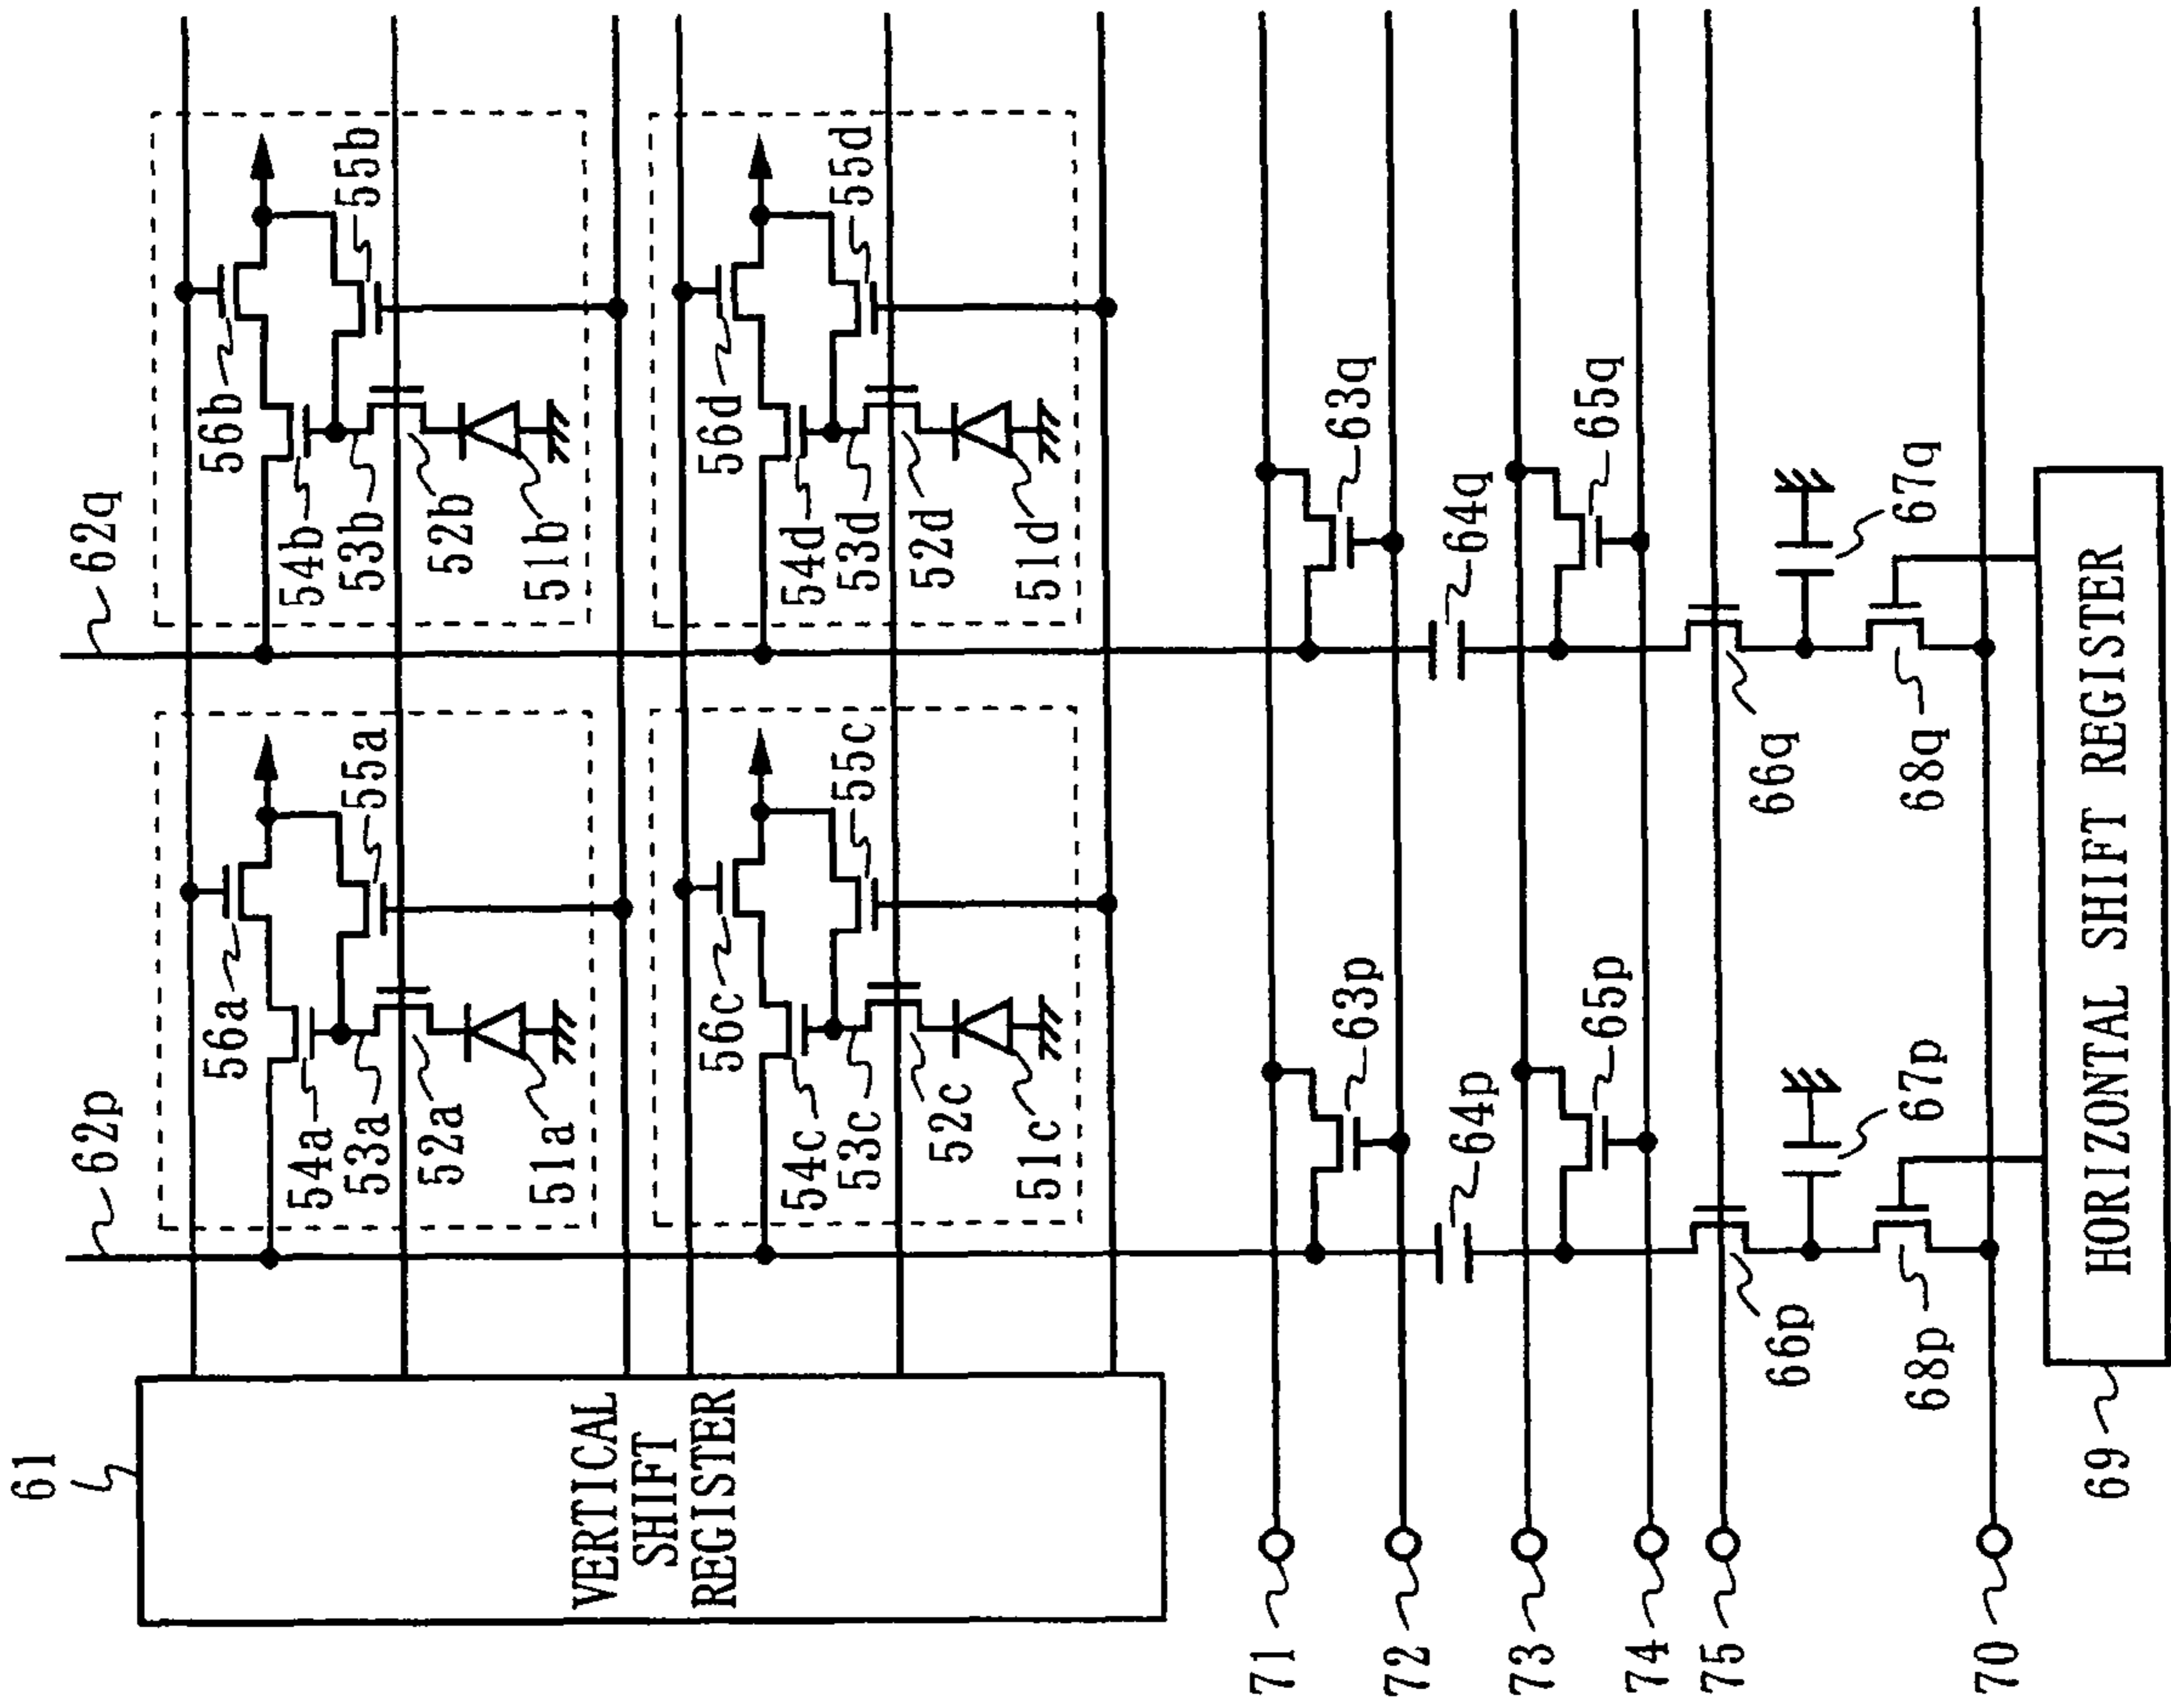 61
VERTICAL
SHIFT
REGISTER
62p
62q
56a
55a
54a
53a
52a
51a
56b
55b
54b
53b
52b
51b
56c
55c
54c
53c
52c
51c
56d
55d
54d
53d
52d
51d
71
72
73
74
75
70
63p
64p
65p
66p
67p
68p
63q
64q
65q
66q
67q
68q
HORIZONTAL SHIFT REGISTER
69